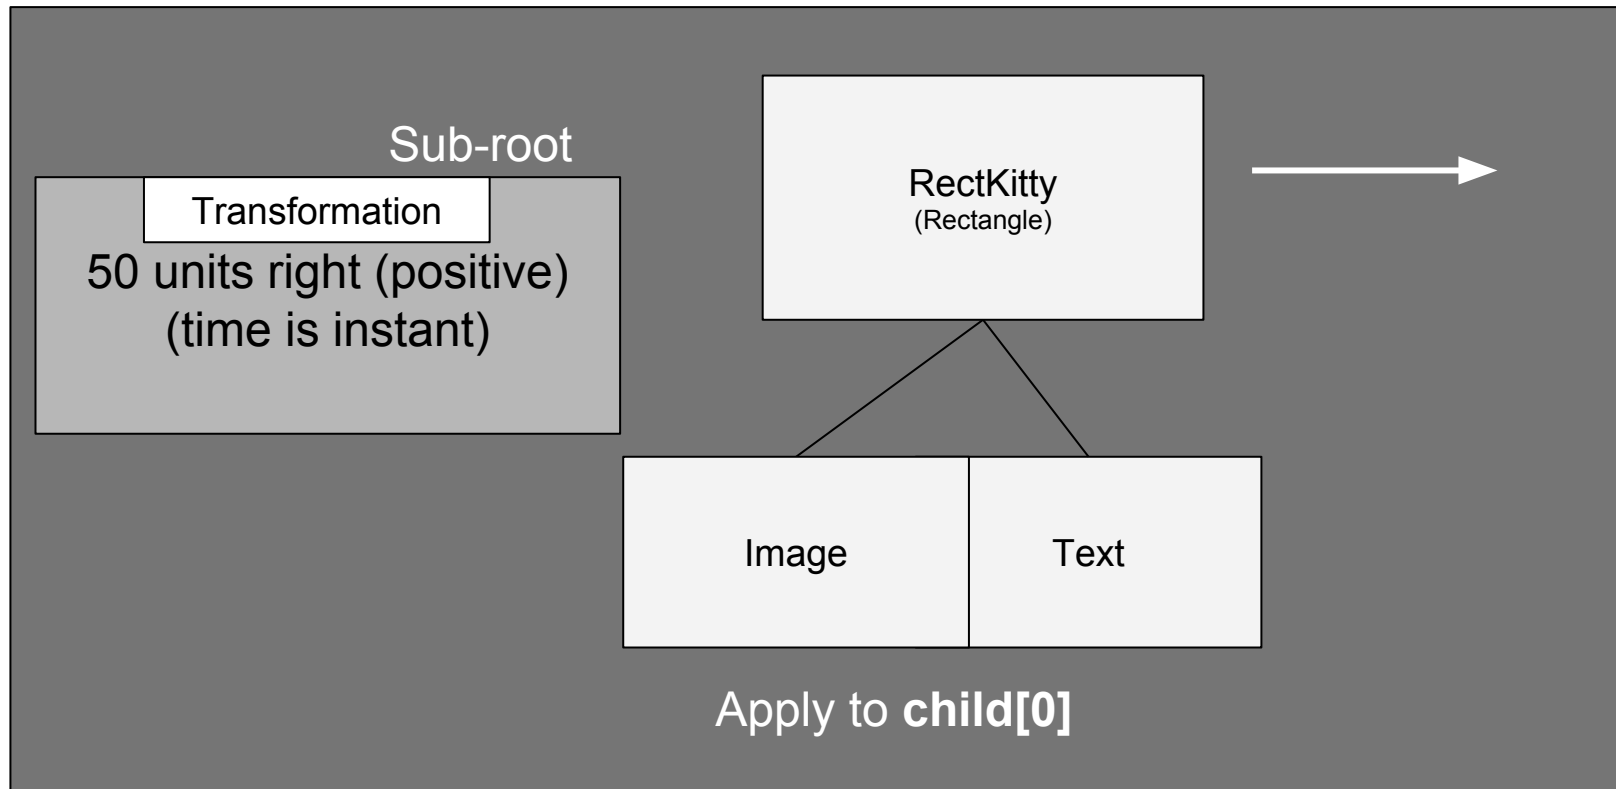 Sub-root
Transformation
50 units right (positive)
(time is instant)
RectKitty
(Rectangle)
Image
Text
Apply to child[0]